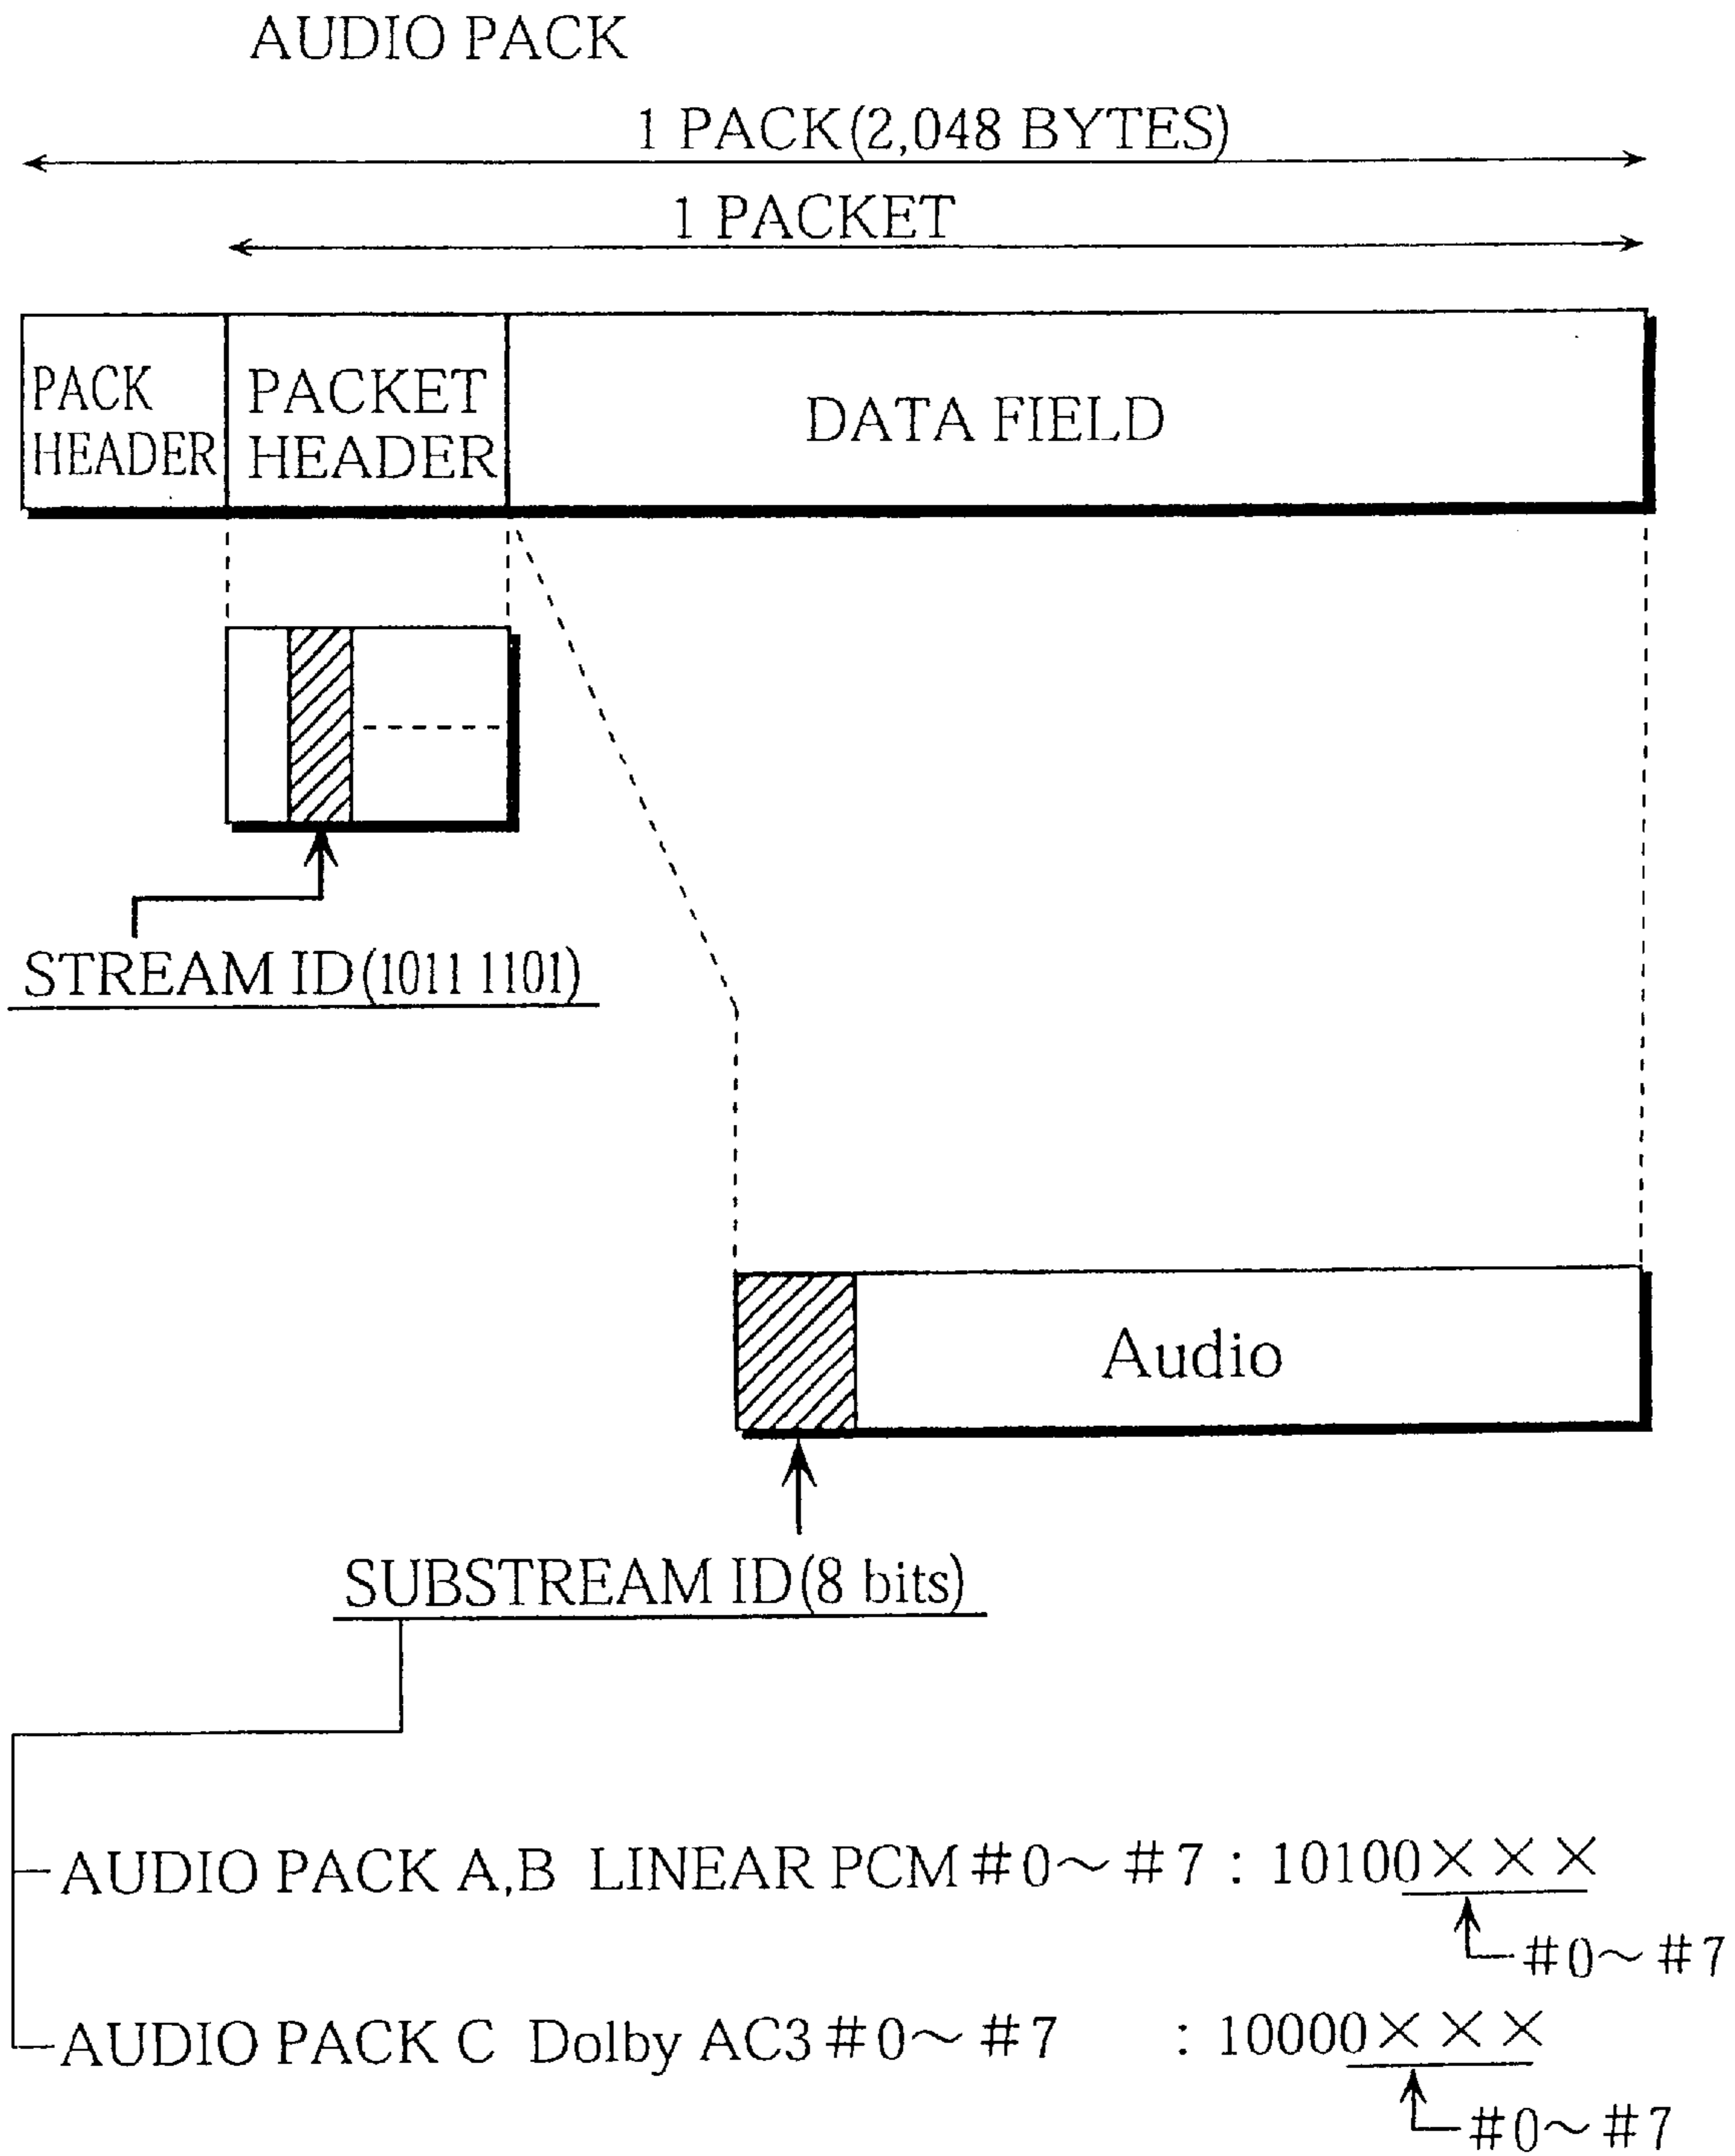 AUDIO PACK
1 PACK(2,048 BYTES)
1 PACKET
PACK
HEADER
PACKET
HEADER
DATA FIELD
STREAM ID(1011 1101)
Audio
SUBSTREAM ID(8 bits)
AUDIO PACK A,B LINEAR PCM #0～#7 : 10100×××
#0～#7
AUDIO PACK C Dolby AC3 #0～#7 : 10000×××
#0～#7